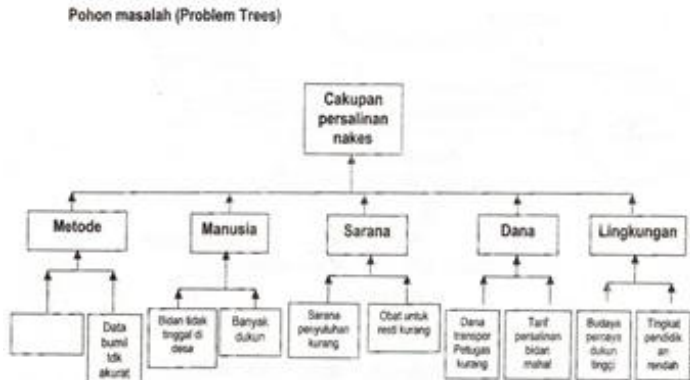 Pohon masalah (Problem Trees)
Cakupan
persalinan
nakes
Metode
Manusia
Sarana
Dana
Lingkungan
Data
bumil
tdk
akurat
Bidan tidak
tinggal di
desa
Banyak
dukun
Sarana
penyuluhan
kurang
Obat untuk
resti kurang
Dana
transpor
Petugas
kurang
Tarif
persalinan
bidan
mahal
Budaya
percaya
dukun
tinggi
Tingkat
pendidik
an
rendah